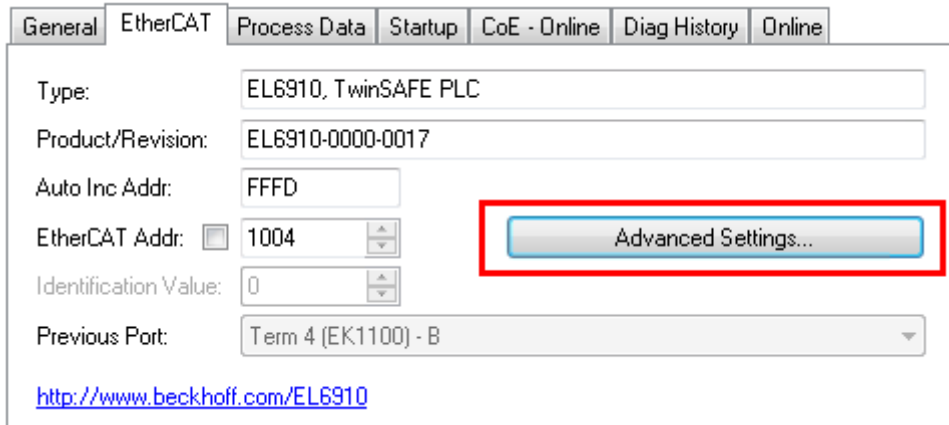 General EtherCAT Process Data Startup CoE - Online Diag History Online
Type: EL6910, TwinSAFE PLC
Product/Revision: EL6910-0000-0017
Auto Inc Addr: FFFD
EtherCAT Addr: 1004 Advanced Settings...
Identification Value: 0
Previous Port: Term 4 (EK1100) - B
http://www.beckhoff.com/EL6910